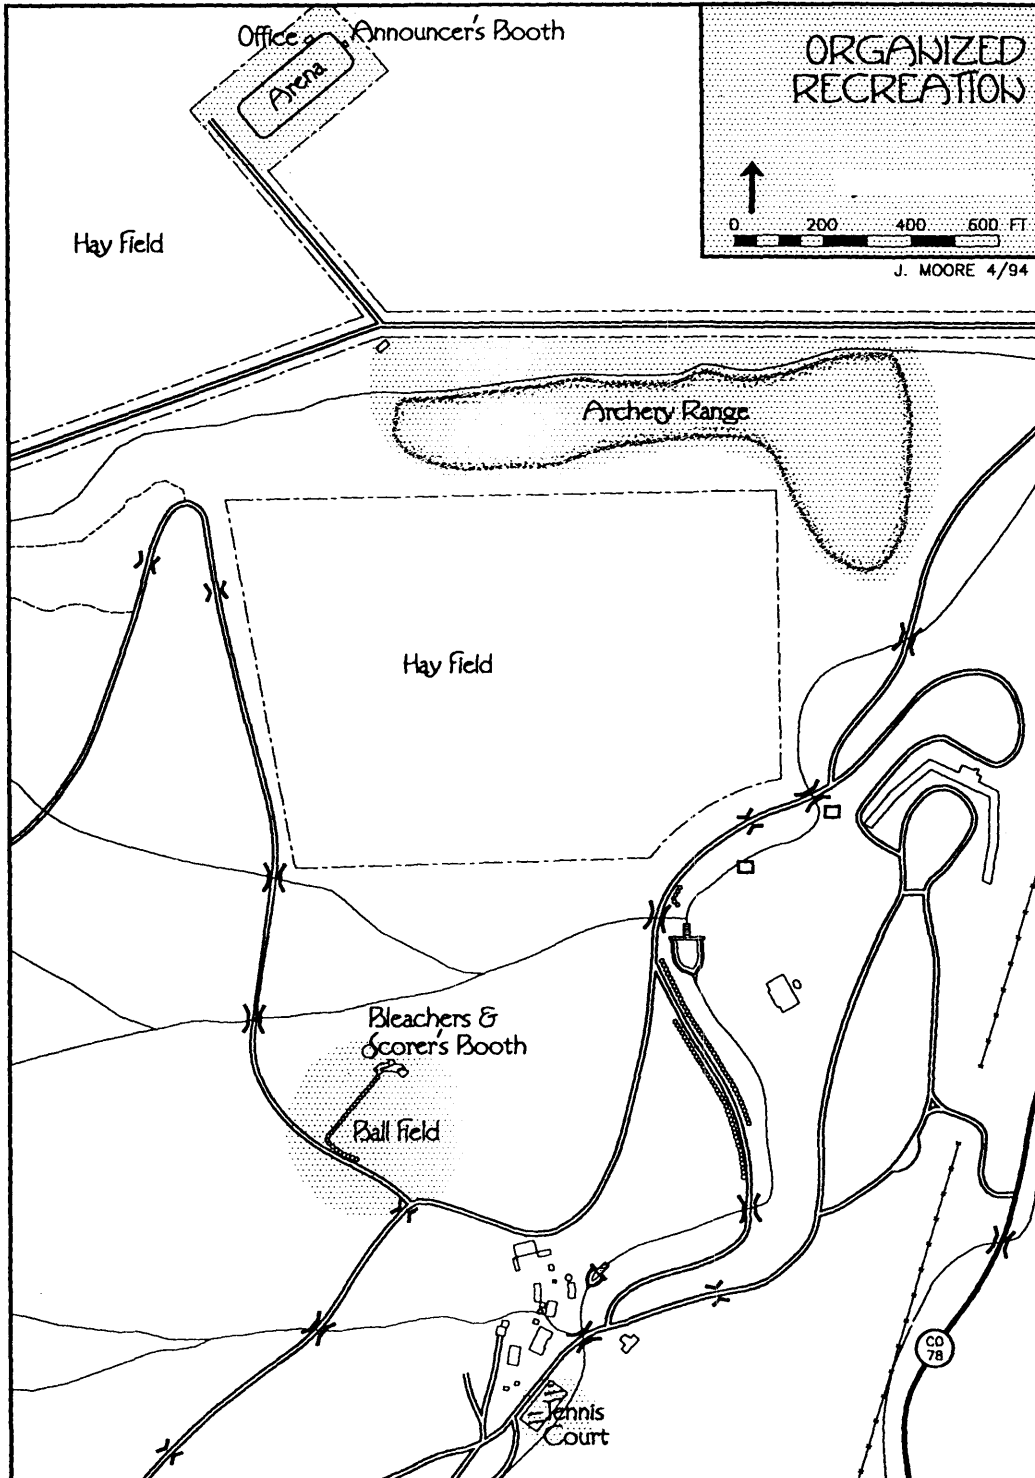 Office
Announcer's Booth
Arena
ORGANIZED
RECREATION
0 200 400 600 FT
J. MOORE 4/94
Hay Field
Archery Range
Hay Field
Bleachers &
Scorer's Booth
Ball Field
CO
78
Tennis
Court